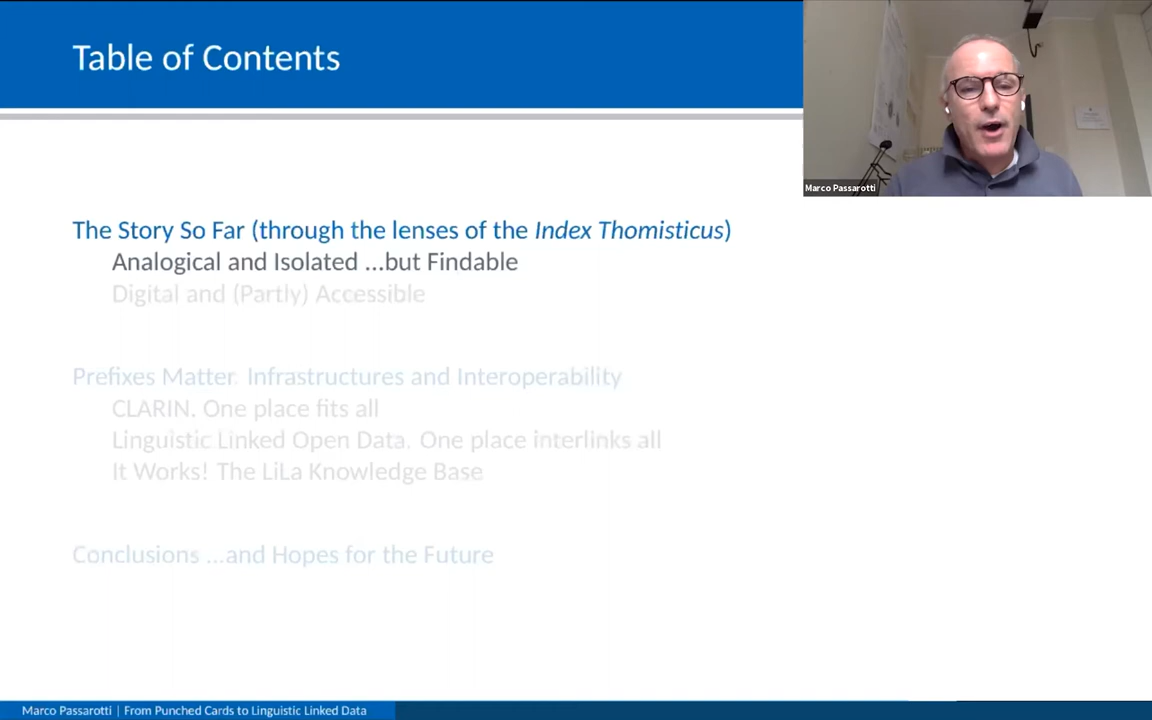 Table of Contents
Marco Passarotti
The Story So Far (through the lenses of the Index Thomisticus)
Analogical and Isolated ...but Findable
Digital and (Partly) Accessible
Prefixes Matter. Infrastructures and Interoperability
CLARIN. One place fits all
Linguistic Linked Open Data. One place interlinks all
It Works! The LiLa Knowledge Base
Conclusions ...and Hopes for the Future
Marco Passarotti | From Punched Cards to Linguistic Linked Data